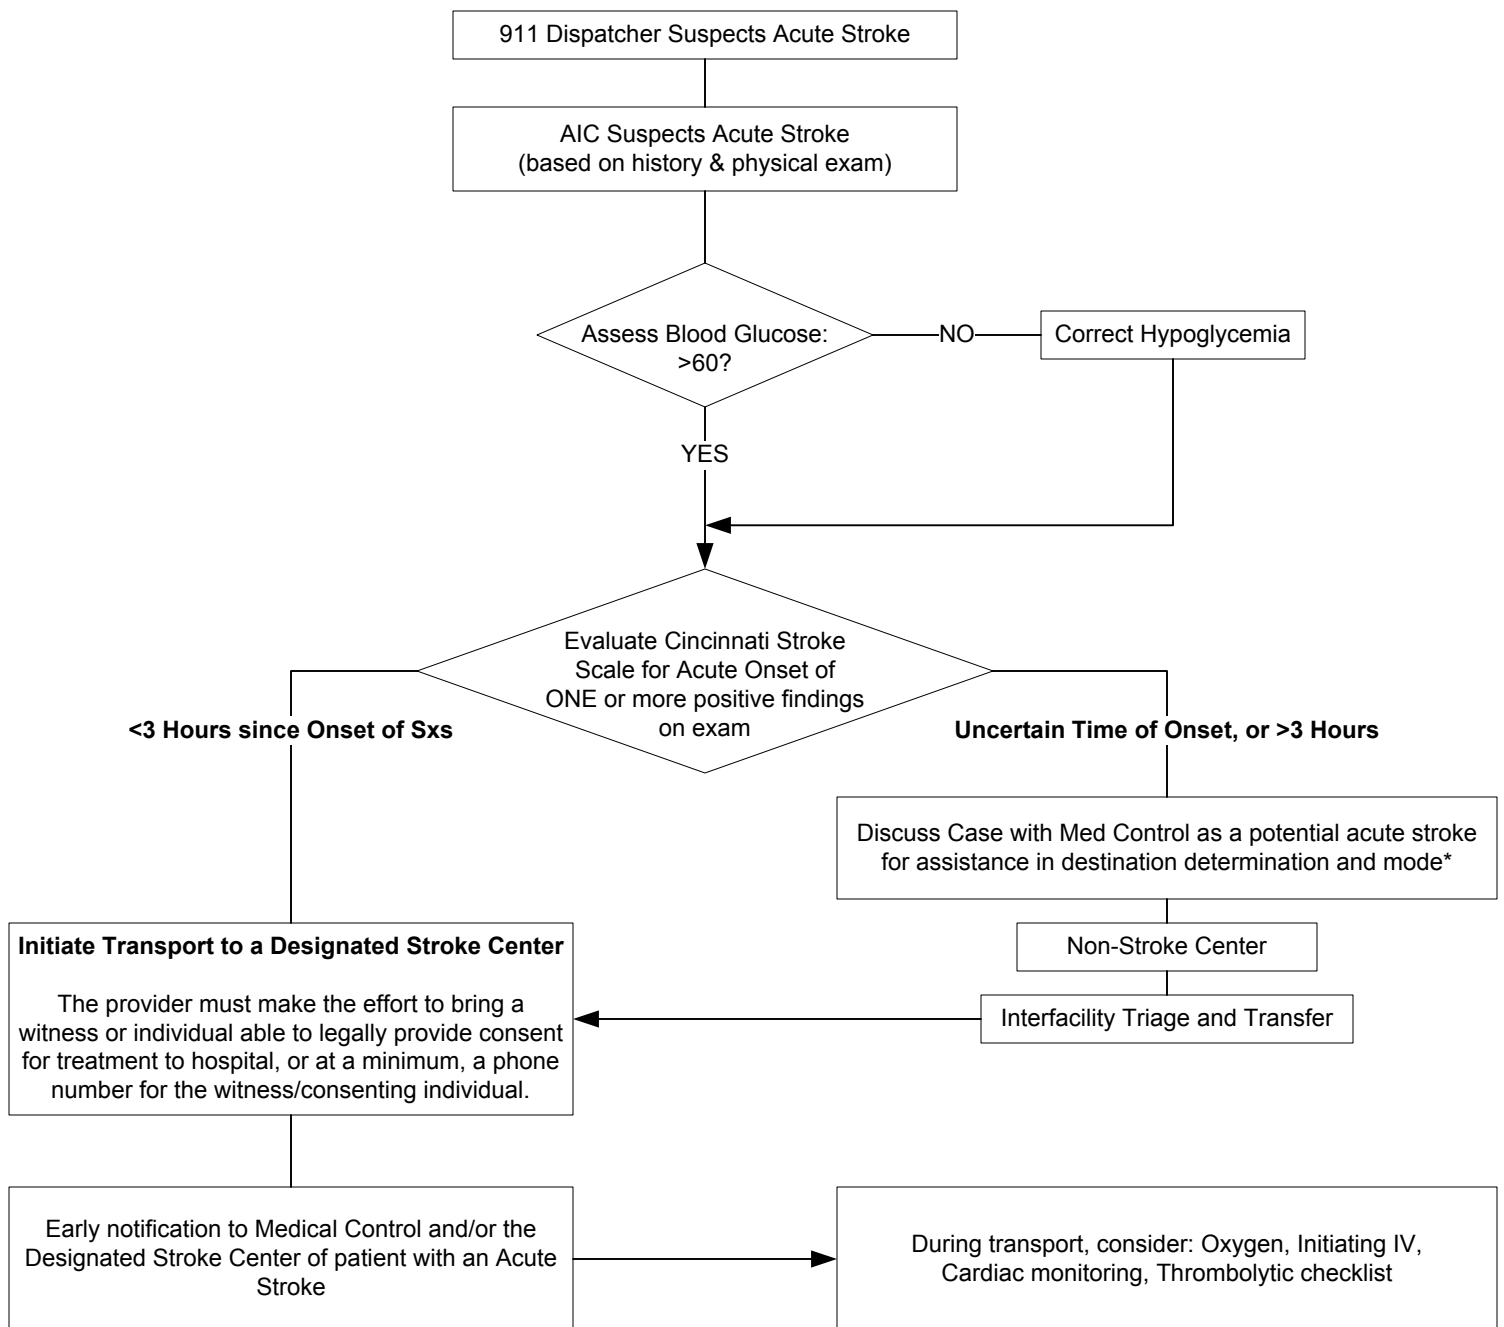 911 Dispatcher Suspects Acute Stroke
AIC Suspects Acute Stroke
(based on history & physical exam)
Assess Blood Glucose:
>60?
NO
Correct Hypoglycemia
YES
Evaluate Cincinnati Stroke
Scale for Acute Onset of
ONE or more positive findings
on exam
<3 Hours since Onset of Sxs
Uncertain Time of Onset, or >3 Hours
Discuss Case with Med Control as a potential acute stroke
for assistance in destination determination and mode*
Non-Stroke Center
Interfacility Triage and Transfer
Initiate Transport to a Designated Stroke Center
The provider must make the effort to bring a
witness or individual able to legally provide consent
for treatment to hospital, or at a minimum, a phone
number for the witness/consenting individual.
Early notification to Medical Control and/or the
Designated Stroke Center of patient with an Acute
Stroke
During transport, consider: Oxygen, Initiating IV,
Cardiac monitoring, Thrombolytic checklist